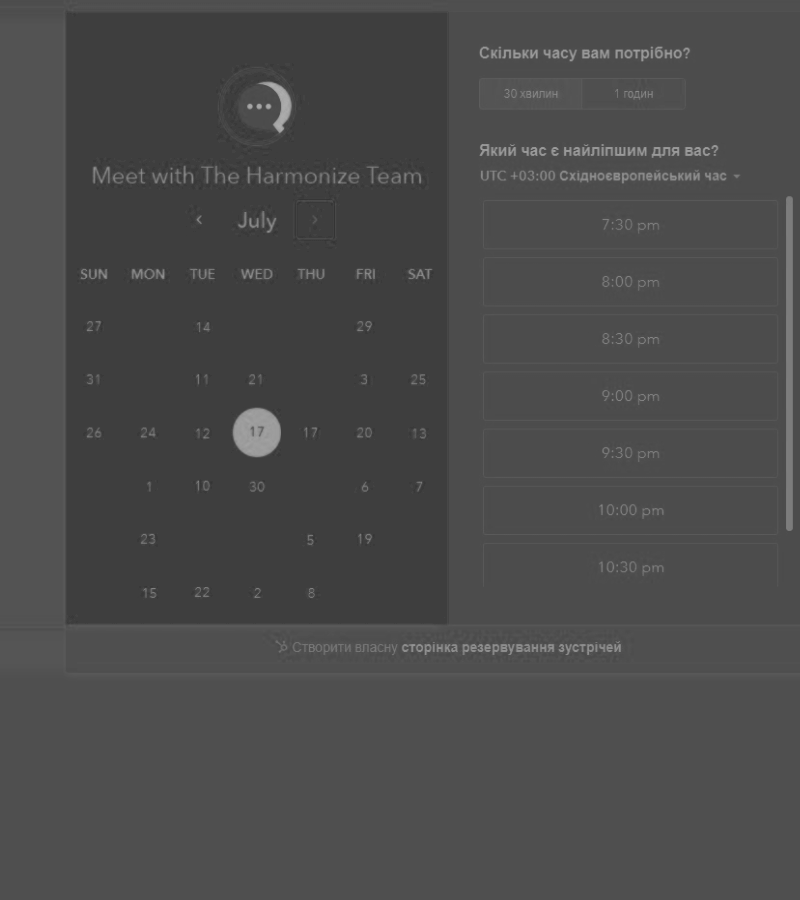 Meet with The Harmonize Team
July
SUN MON TUE WED THU FRI SAT
27 14 29
31 11 21 3 25
26 24 12 17 17 20 13
1 10 30 6 7
23 5 19
15 22 2 8
Скільки часу вам потрібно?
30 хвилин 1 годин
Який час є найліпшим для вас?
UTC +03:00 Східноєвропейський час
7:30 pm
8:00 pm
8:30 pm
9:00 pm
9:30 pm
10:00 pm
10:30 pm
Створити власну сторінка резервування зустрічей